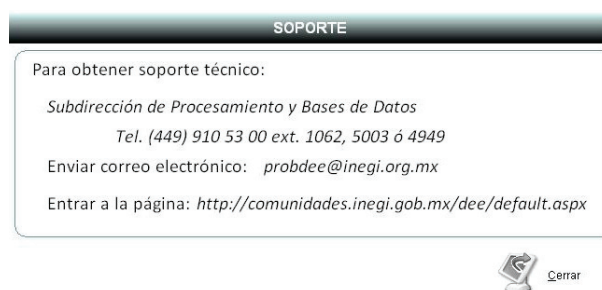 SOPORTE
Para obtener soporte técnico:
Subdirección de Procesamiento y Bases de Datos
Tel. (449) 910 53 00 ext. 1062, 5003 ó 4949
Enviar correo electrónico: probdee@inegi.org.mx
Entrar a la página: http://comunidades.inegi.gob.mx/dee/default.aspx
Cerrar